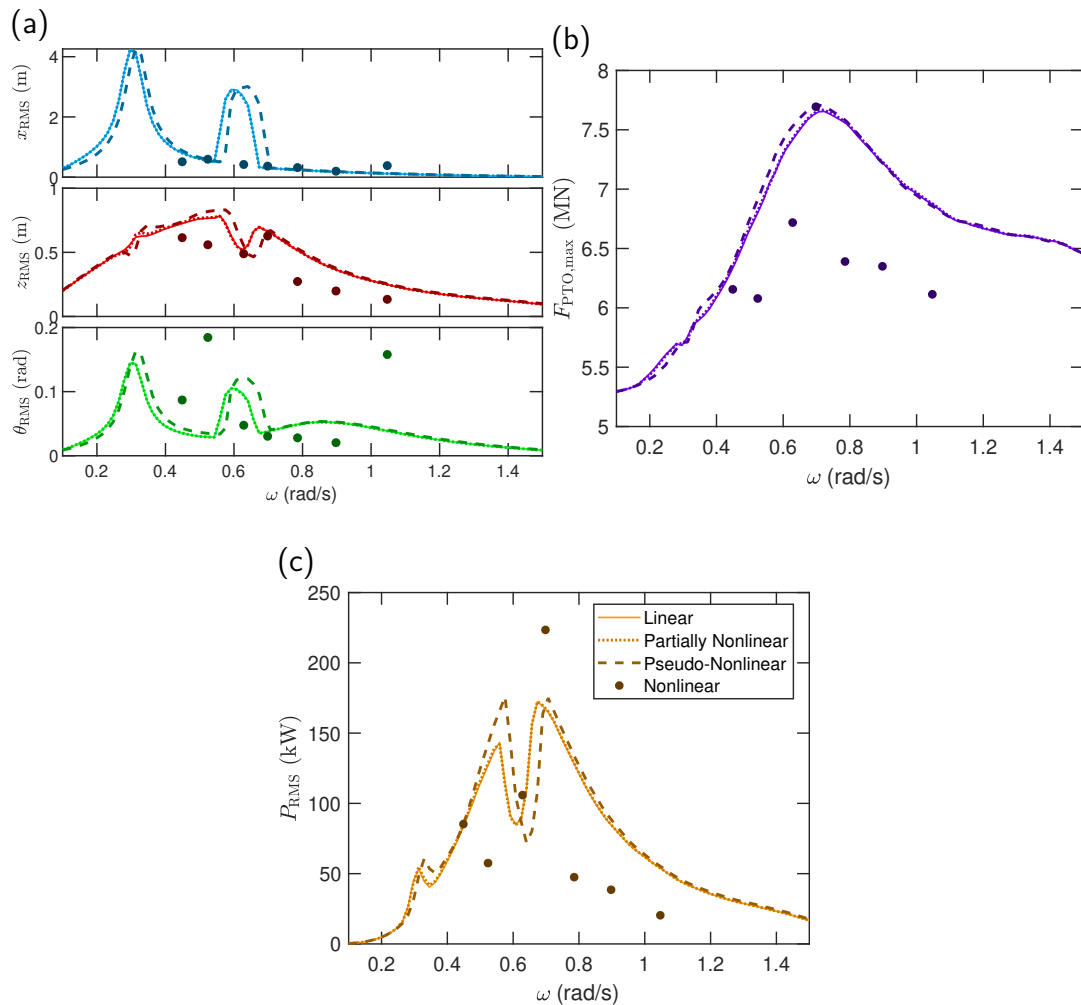 (a)
4
2
0
x_RMS (m)
1
0.5
0
z_RMS (m)
0.2
0.1
0
θ_RMS (rad)
0.2 0.4 0.6 0.8 1 1.2 1.4
ω (rad/s)
(b)
8
7.5
7
6.5
6
5.5
5
F_PTO,max (MN)
0.2 0.4 0.6 0.8 1 1.2 1.4
ω (rad/s)
(c)
250
200
150
100
50
0
P_RMS (kW)
Linear
Partially Nonlinear
Pseudo-Nonlinear
Nonlinear
0.2 0.4 0.6 0.8 1 1.2 1.4
ω (rad/s)